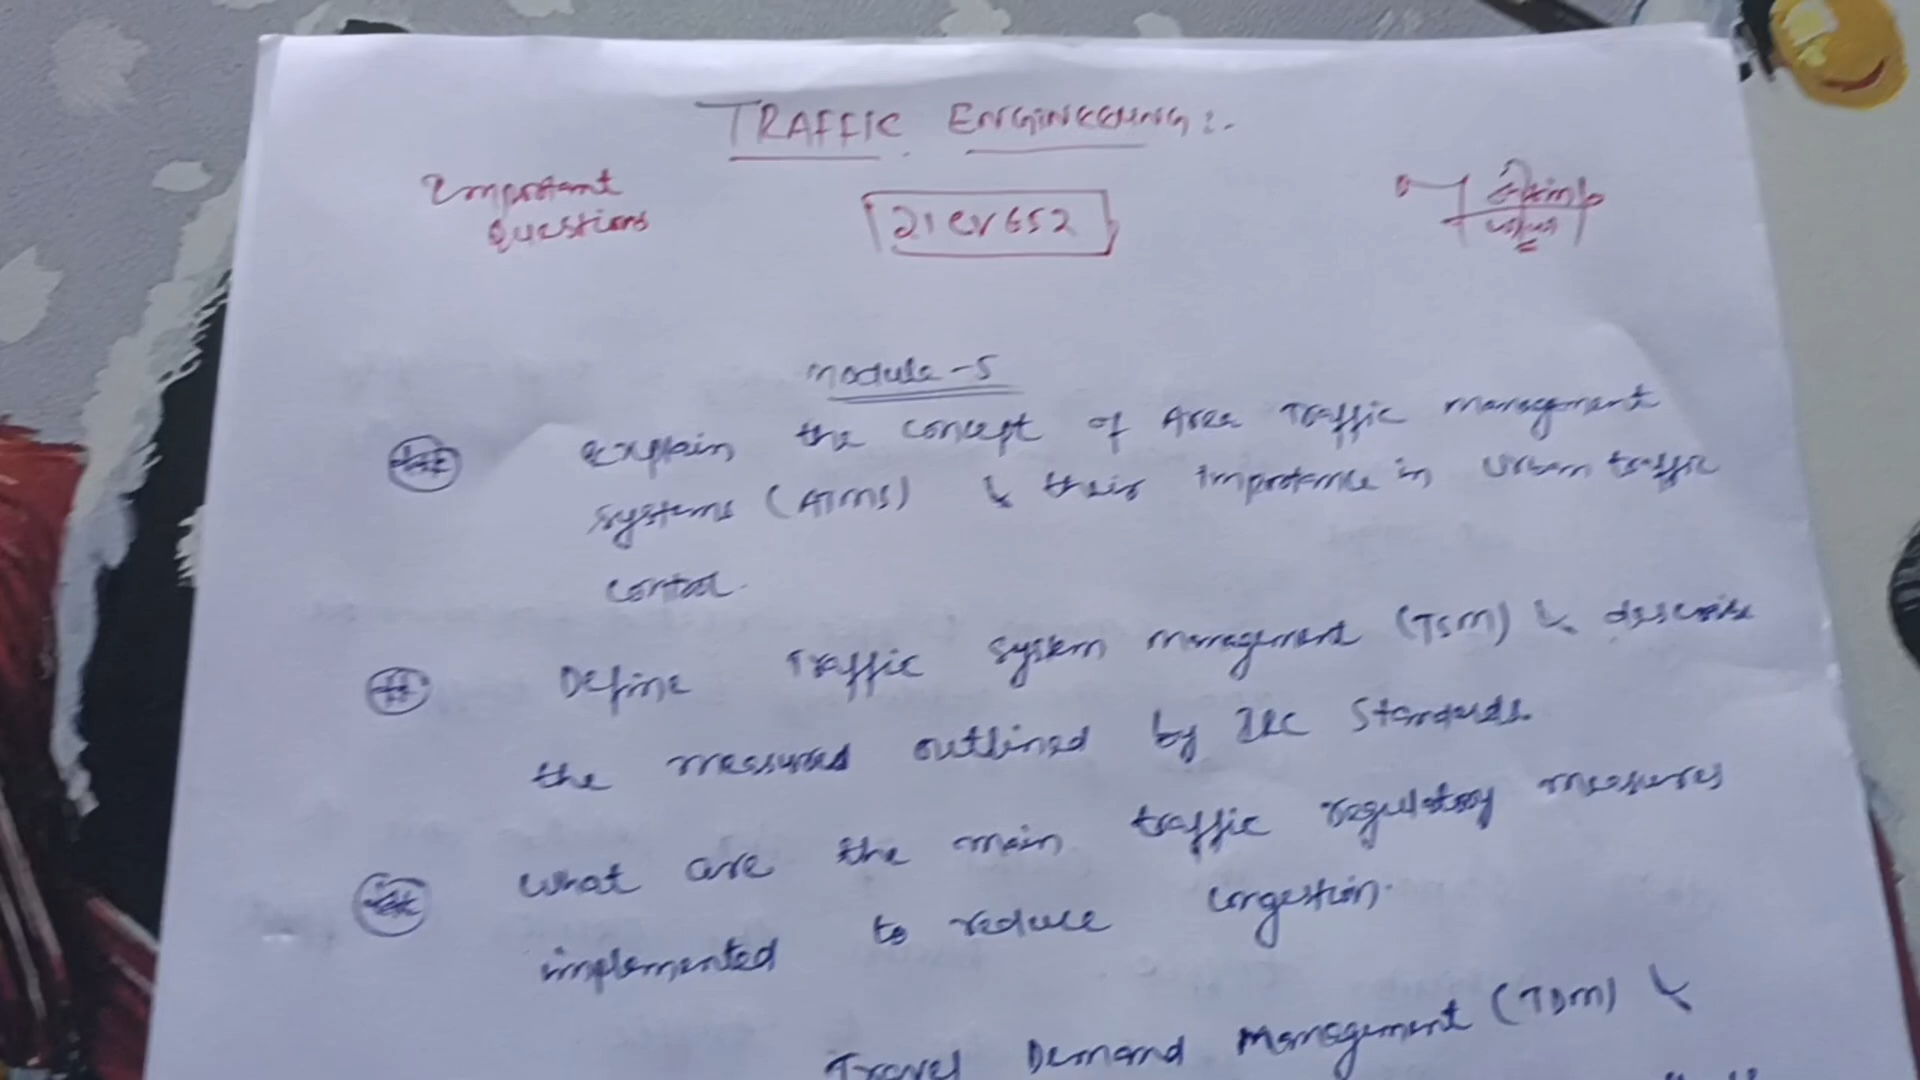 TRAFFIC ENGINEERING:-
Important
Questions
21CV652
Module-5
Explain the concept of Area Traffic Management
Systems (ATMS) & their importance in urban traffic
control.
Define Traffic System Management (TSM) & describe
the measures outlined by IRC Standards.
What are the main traffic regulatory measures
implemented to reduce congestion.
Travel Demand Management (TDM) &